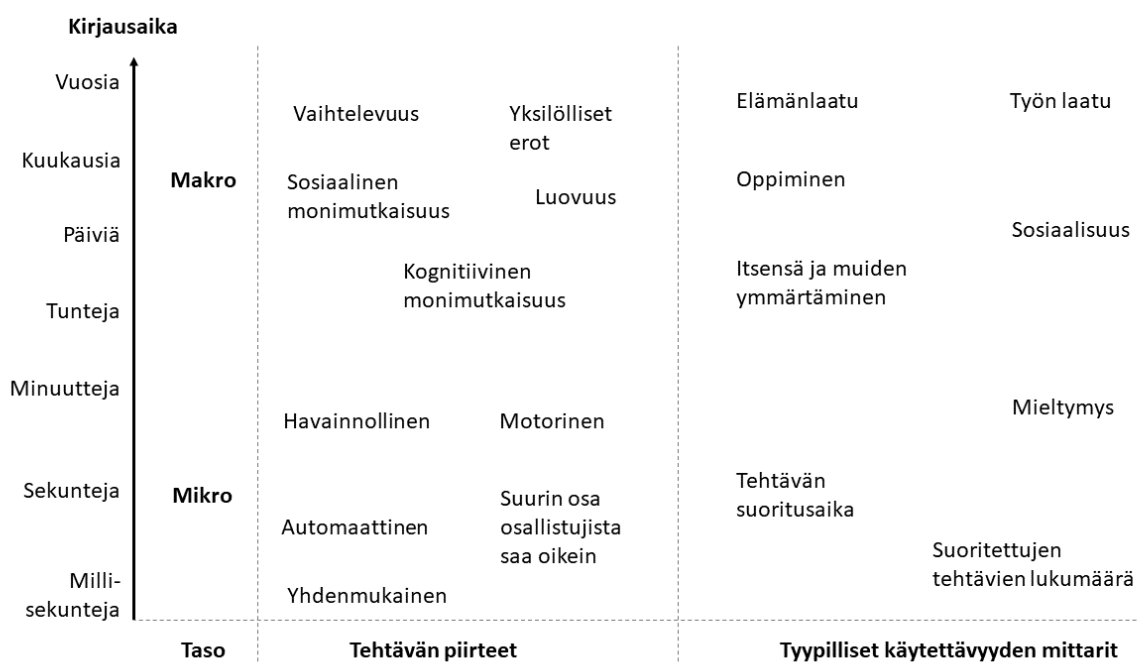 Kirjausaika
Vuosia
Kuukausia
Päiviä
Tunteja
Minuutteja
Sekunteja
Milli-
sekunteja
Makro
Mikro
Taso
Vaihtelevuus
Yksilölliset
erot
Sosiaalinen
monimutkaisuus
Luovuus
Kognitiivinen
monimutkaisuus
Havainnollinen
Motorinen
Automaattinen
Suurin osa
osallistujista
saa oikein
Yhdenmukainen
Tehtävän piirteet
Elämänlaatu
Työn laatu
Oppiminen
Sosiaalisuus
Itsensä ja muiden
ymmärtäminen
Mieltymys
Tehtävän
suoritusaika
Suoritettujen
tehtävien lukumäärä
Tyypilliset käytettävyyden mittarit